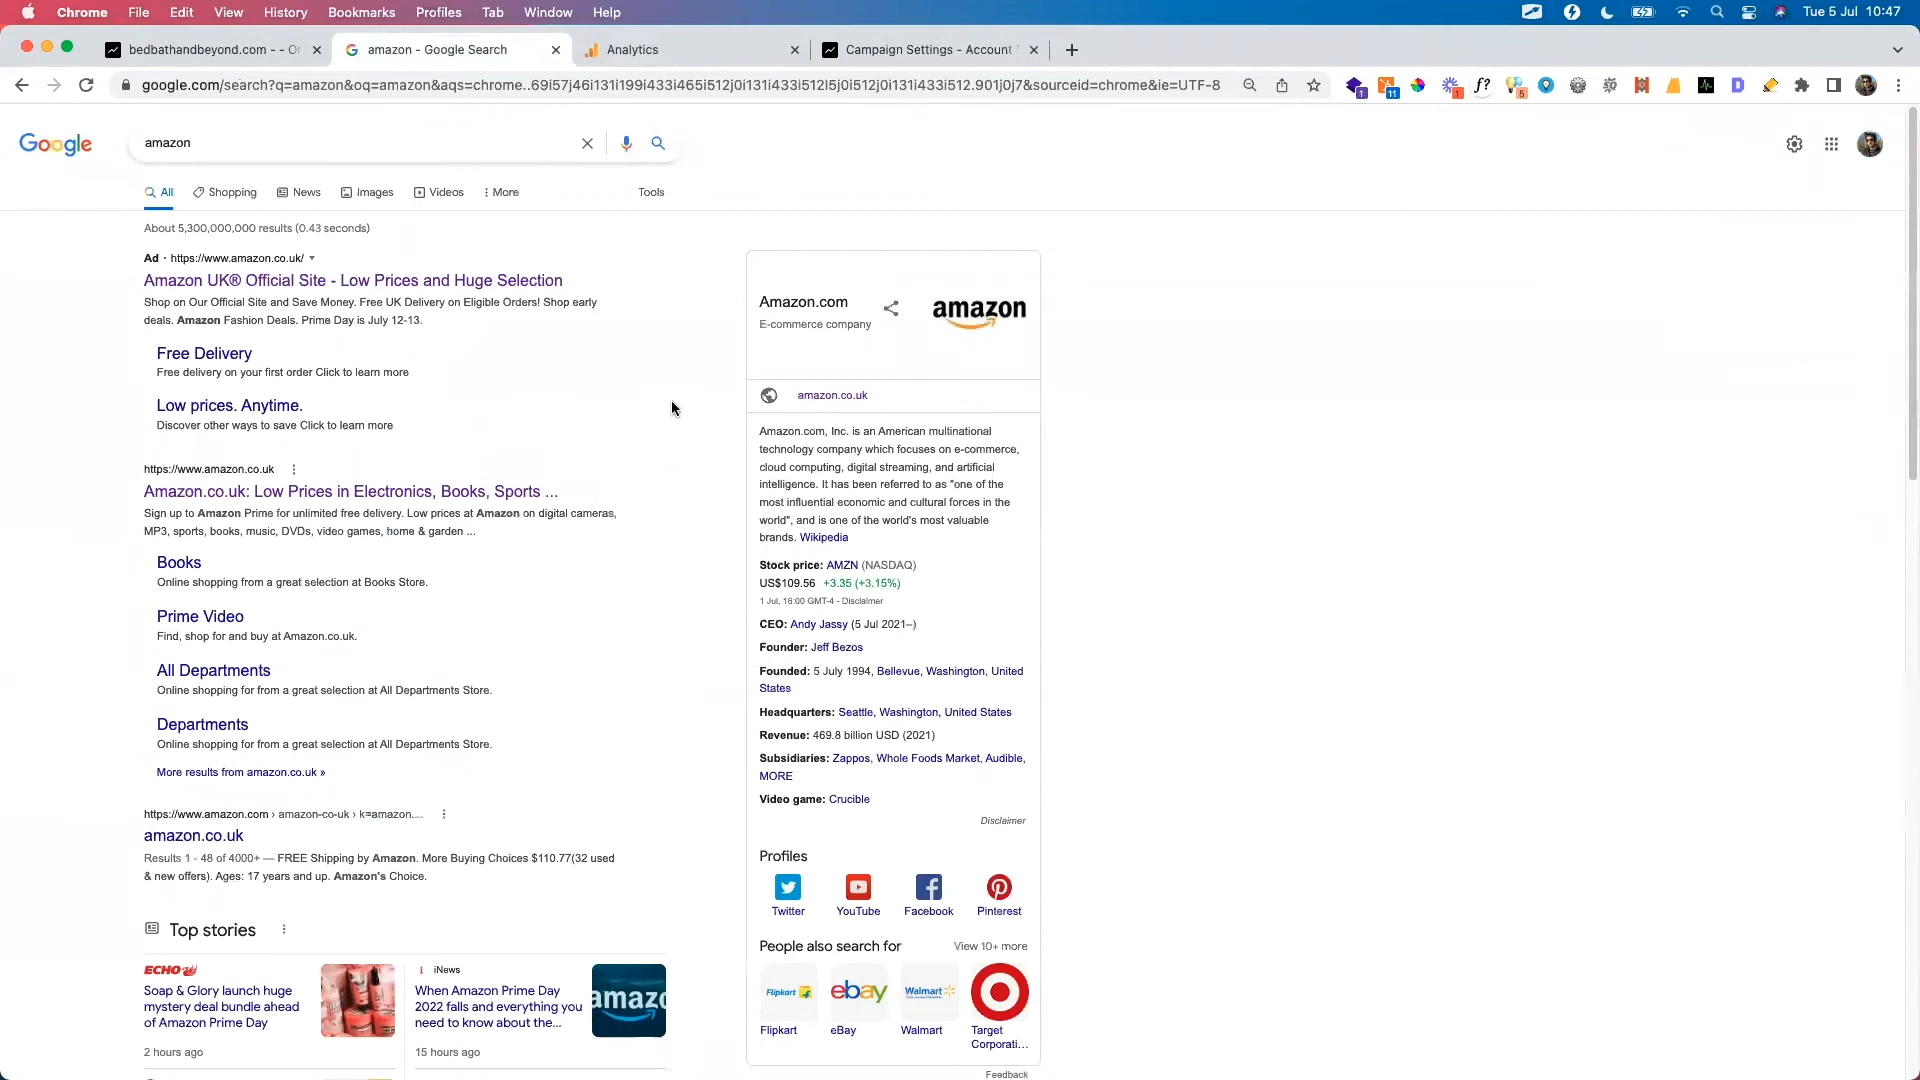 Chrome File Edit View History Bookmarks Profiles Tab Window Help Tue 5 Jul 10:47
bedbathandbeyond.com - - Or
amazon - Google Search
Analytics
Campaign Settings - Account
google.com/search?q=amazon&oq=amazon&aqs=chrome..69i57j46i131i199i433i465i512j0i131i433i512l5j0i512j0i131i433i512.901j0j7&sourceid=chrome&ie=UTF-8
1
11
1
f?
5
Google
amazon
All Shopping News Images Videos More Tools
About 5,300,000,000 results (0.43 seconds)
Ad · https://www.amazon.co.uk/
Amazon UK® Official Site - Low Prices and Huge Selection
Shop on Our Official Site and Save Money. Free UK Delivery on Eligible Orders! Shop early
deals. Amazon Fashion Deals. Prime Day is July 12-13.
Free Delivery
Free delivery on your first order Click to learn more
Low prices. Anytime.
Discover other ways to save Click to learn more
https://www.amazon.co.uk
Amazon.co.uk: Low Prices in Electronics, Books, Sports ...
Sign up to Amazon Prime for unlimited free delivery. Low prices at Amazon on digital cameras,
MP3, sports, books, music, DVDs, video games, home & garden ...
Books
Online shopping from a great selection at Books Store.
Prime Video
Find, shop for and buy at Amazon.co.uk.
All Departments
Online shopping for from a great selection at All Departments Store.
Departments
Online shopping for from a great selection at All Departments Store.
More results from amazon.co.uk »
https://www.amazon.com › amazon-co-uk › k=amazon....
amazon.co.uk
Results 1 - 48 of 4000+ — FREE Shipping by Amazon. More Buying Choices $110.77(32 used
& new offers). Ages: 17 years and up. Amazon's Choice.
Top stories
ECHO
Soap & Glory launch huge
mystery deal bundle ahead
of Amazon Prime Day
2 hours ago
iNews
When Amazon Prime Day
2022 falls and everything you
need to know about the...
15 hours ago
amazo
Amazon.com
E-commerce company
amazon
amazon.co.uk
Amazon.com, Inc. is an American multinational
technology company which focuses on e-commerce,
cloud computing, digital streaming, and artificial
intelligence. It has been referred to as "one of the
most influential economic and cultural forces in the
world", and is one of the world's most valuable
brands. Wikipedia
Stock price: AMZN (NASDAQ)
US$109.56 +3.35 (+3.15%)
1 Jul, 16:00 GMT-4 - Disclaimer
CEO: Andy Jassy (5 Jul 2021–)
Founder: Jeff Bezos
Founded: 5 July 1994, Bellevue, Washington, United
States
Headquarters: Seattle, Washington, United States
Revenue: 469.8 billion USD (2021)
Subsidiaries: Zappos, Whole Foods Market, Audible,
MORE
Video game: Crucible
Disclaimer
Profiles
Twitter YouTube Facebook Pinterest
People also search for View 10+ more
Flipkart ebay Walmart
Flipkart eBay Walmart Target
Corporati...
Feedback